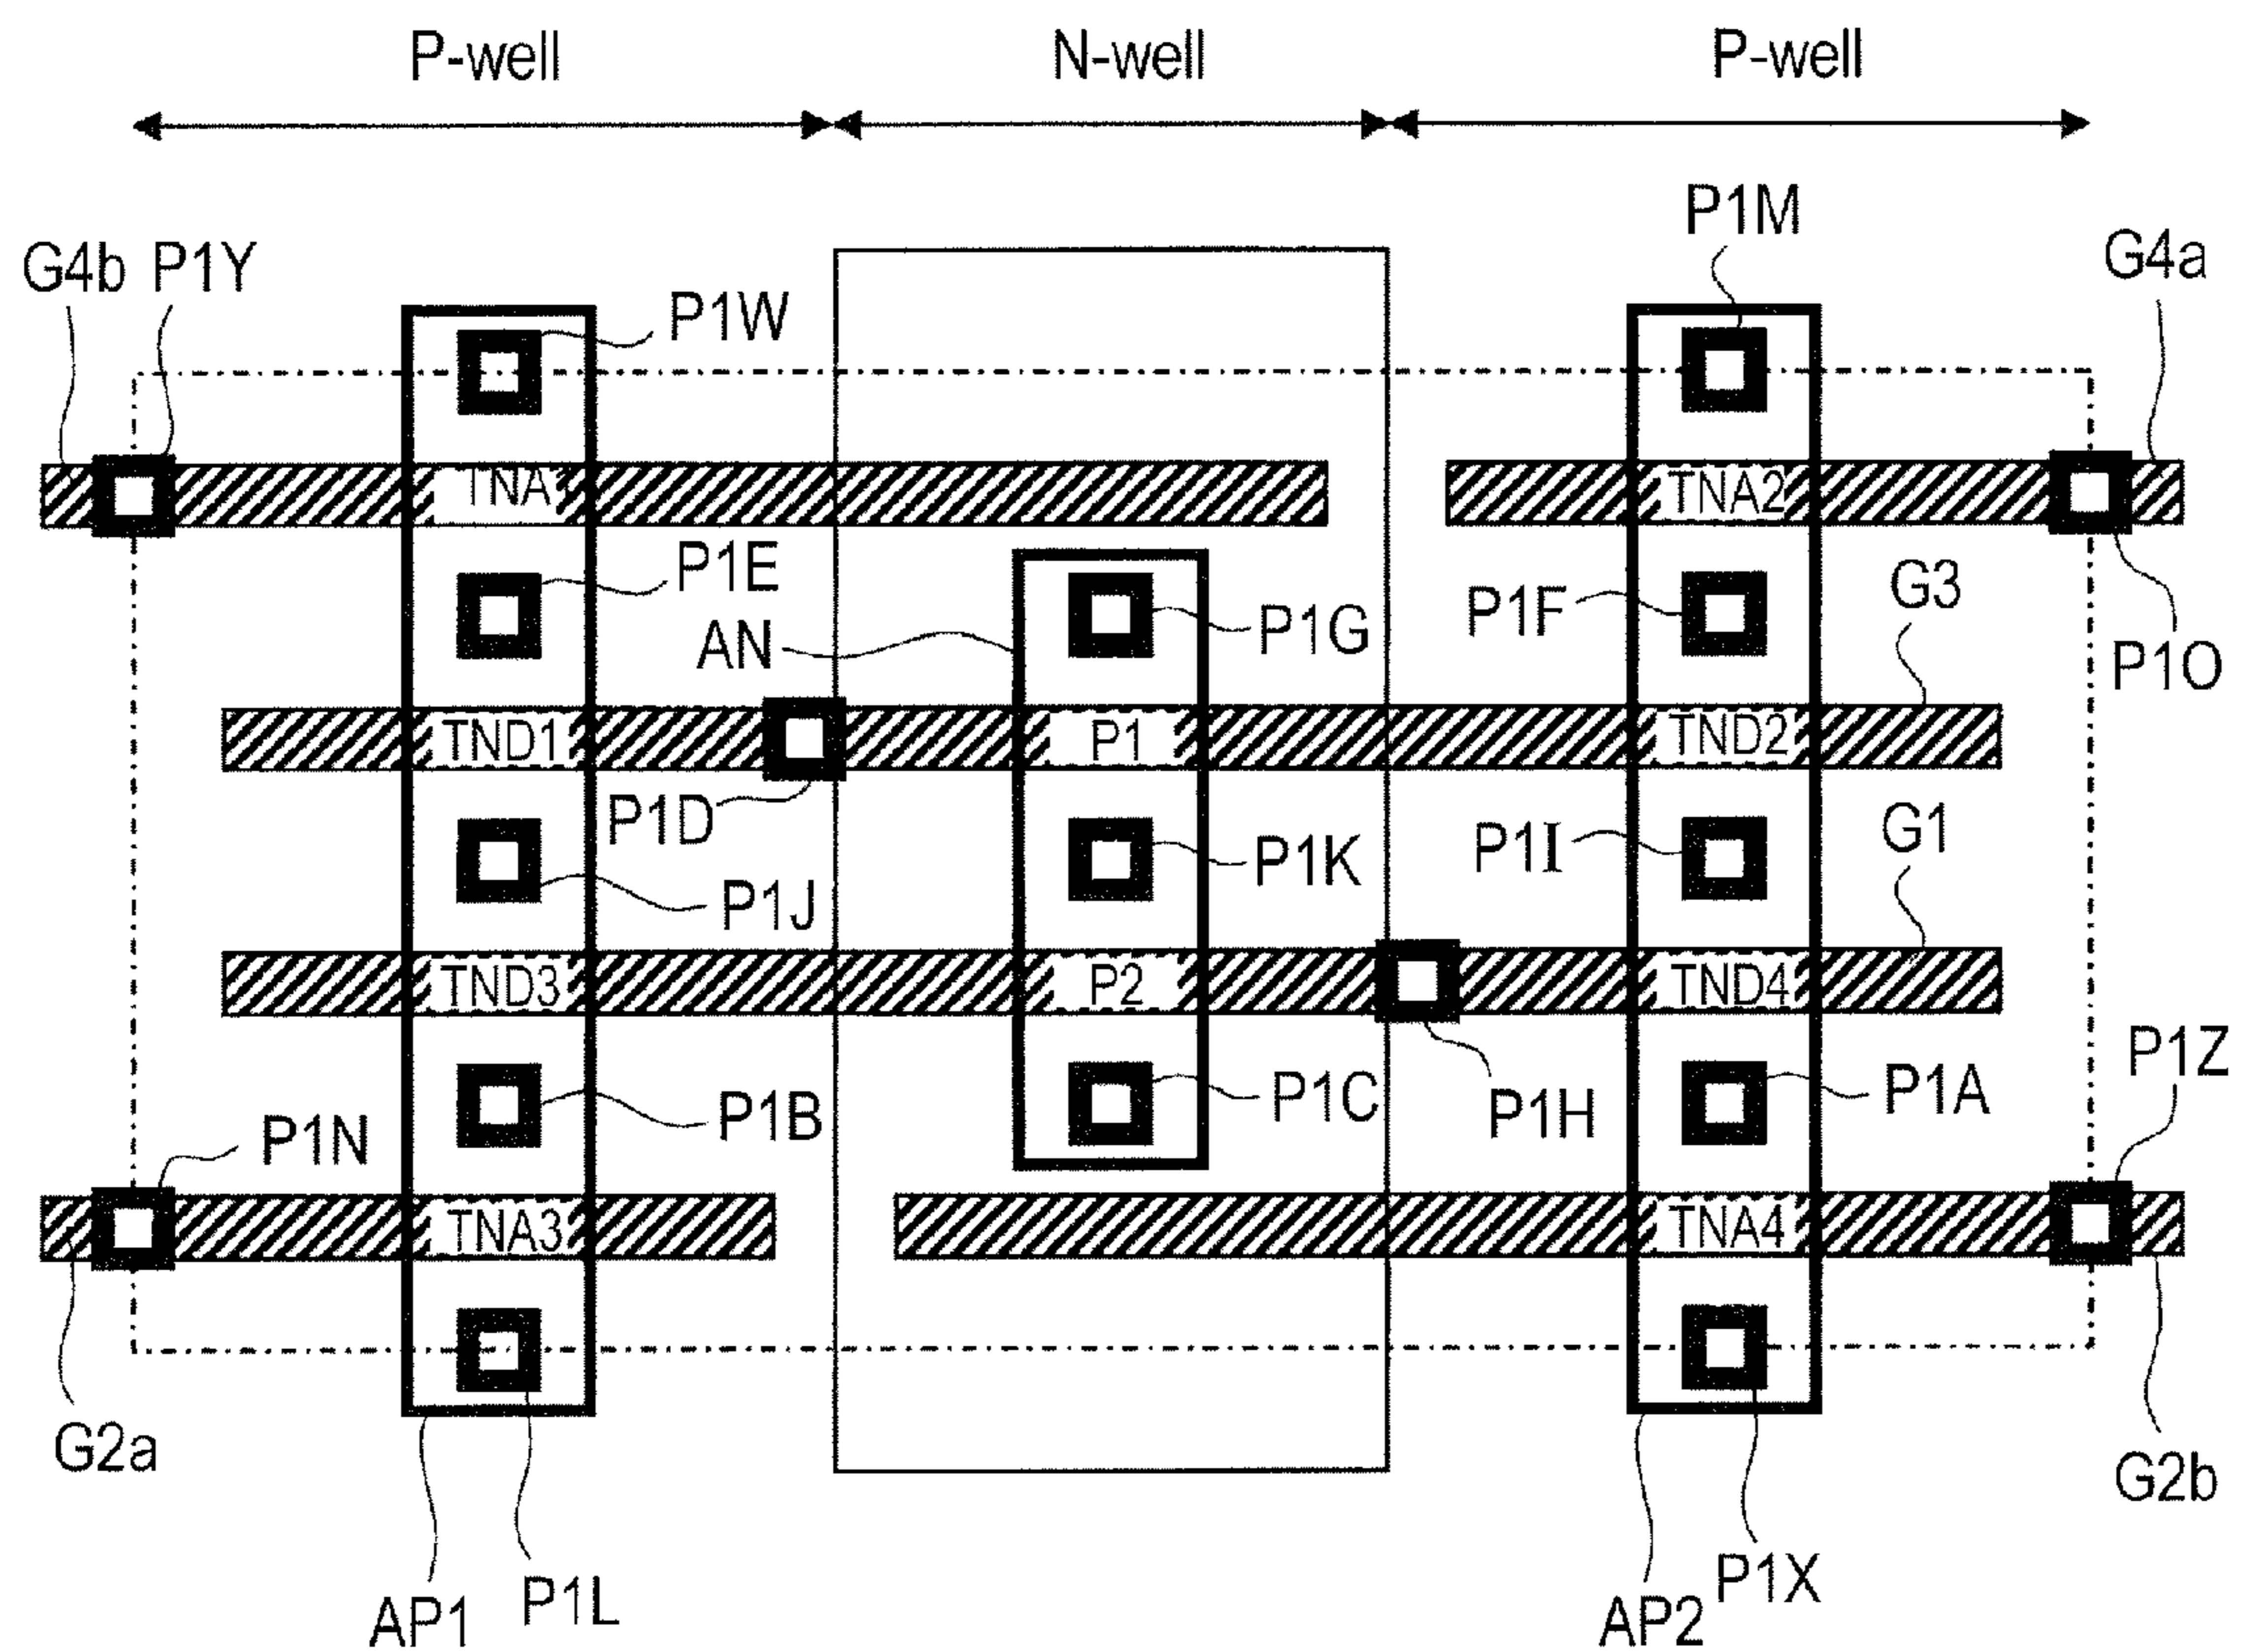 P-well N-well P-well
P1M
G4b P1Y G4a
P1W
TNA1 TNA2
P1E G3
AN P1G P1F P1O
TND1 P1 TND2
P1D G1
P1J P1K P1I
TND3 P2 TND4
P1Z
P1N P1B P1C P1H P1A
TNA3 TNA4
G2a G2b
AP1 P1L AP2 P1X